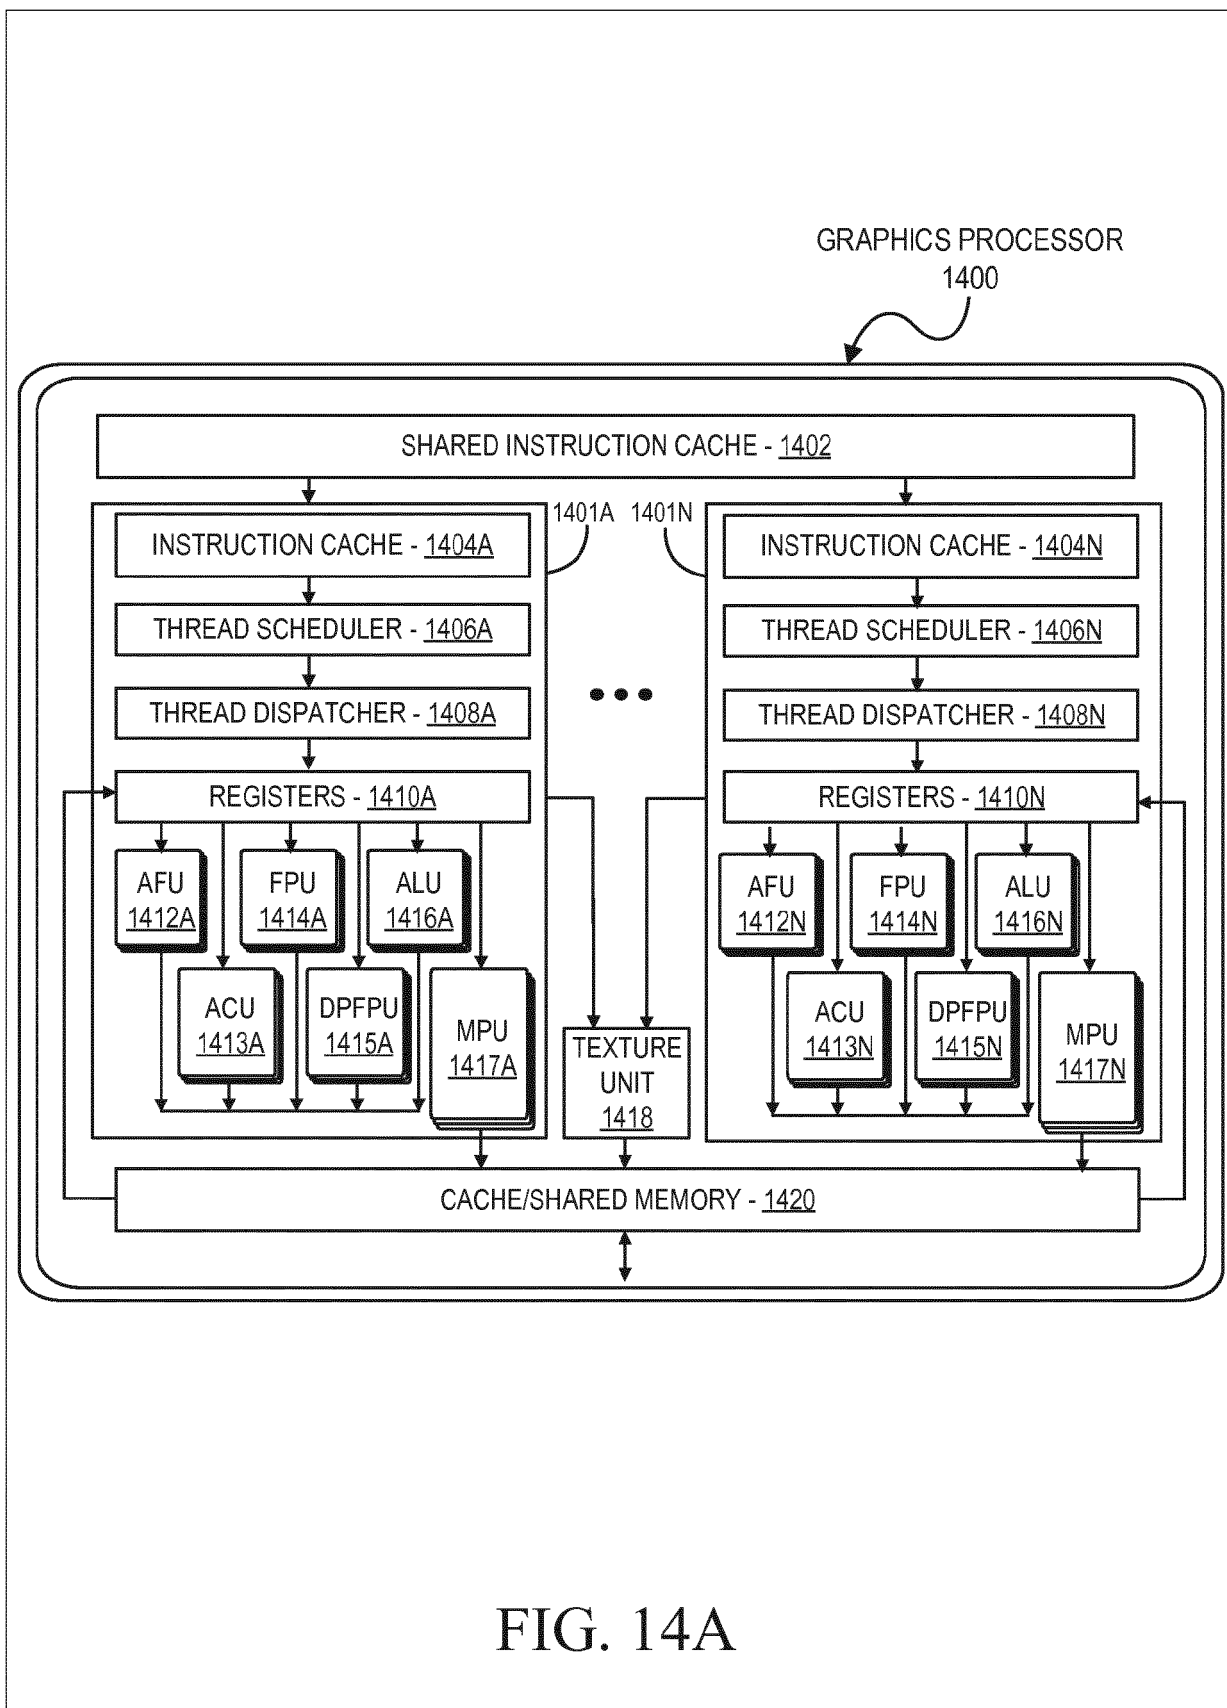 GRAPHICS PROCESSOR
1400
SHARED INSTRUCTION CACHE - 1402
1401A
1401N
INSTRUCTION CACHE - 1404A
THREAD SCHEDULER - 1406A
THREAD DISPATCHER - 1408A
REGISTERS - 1410A
AFU
1412A
FPU
1414A
ALU
1416A
ACU
1413A
DPFPU
1415A
MPU
1417A
TEXTURE
UNIT
1418
INSTRUCTION CACHE - 1404N
THREAD SCHEDULER - 1406N
THREAD DISPATCHER - 1408N
REGISTERS - 1410N
AFU
1412N
FPU
1414N
ALU
1416N
ACU
1413N
DPFPU
1415N
MPU
1417N
CACHE/SHARED MEMORY - 1420
FIG. 14A